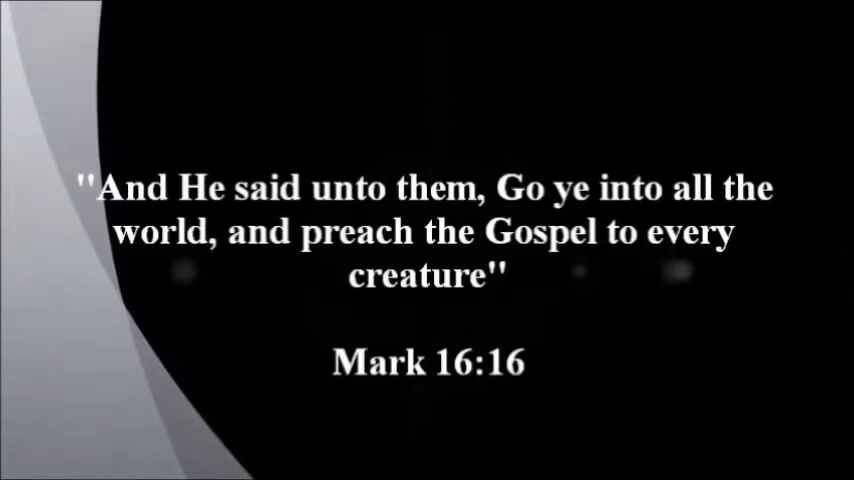 "And He said unto them, Go ye into all the
world, and preach the Gospel to every
creature"
Mark 16:16